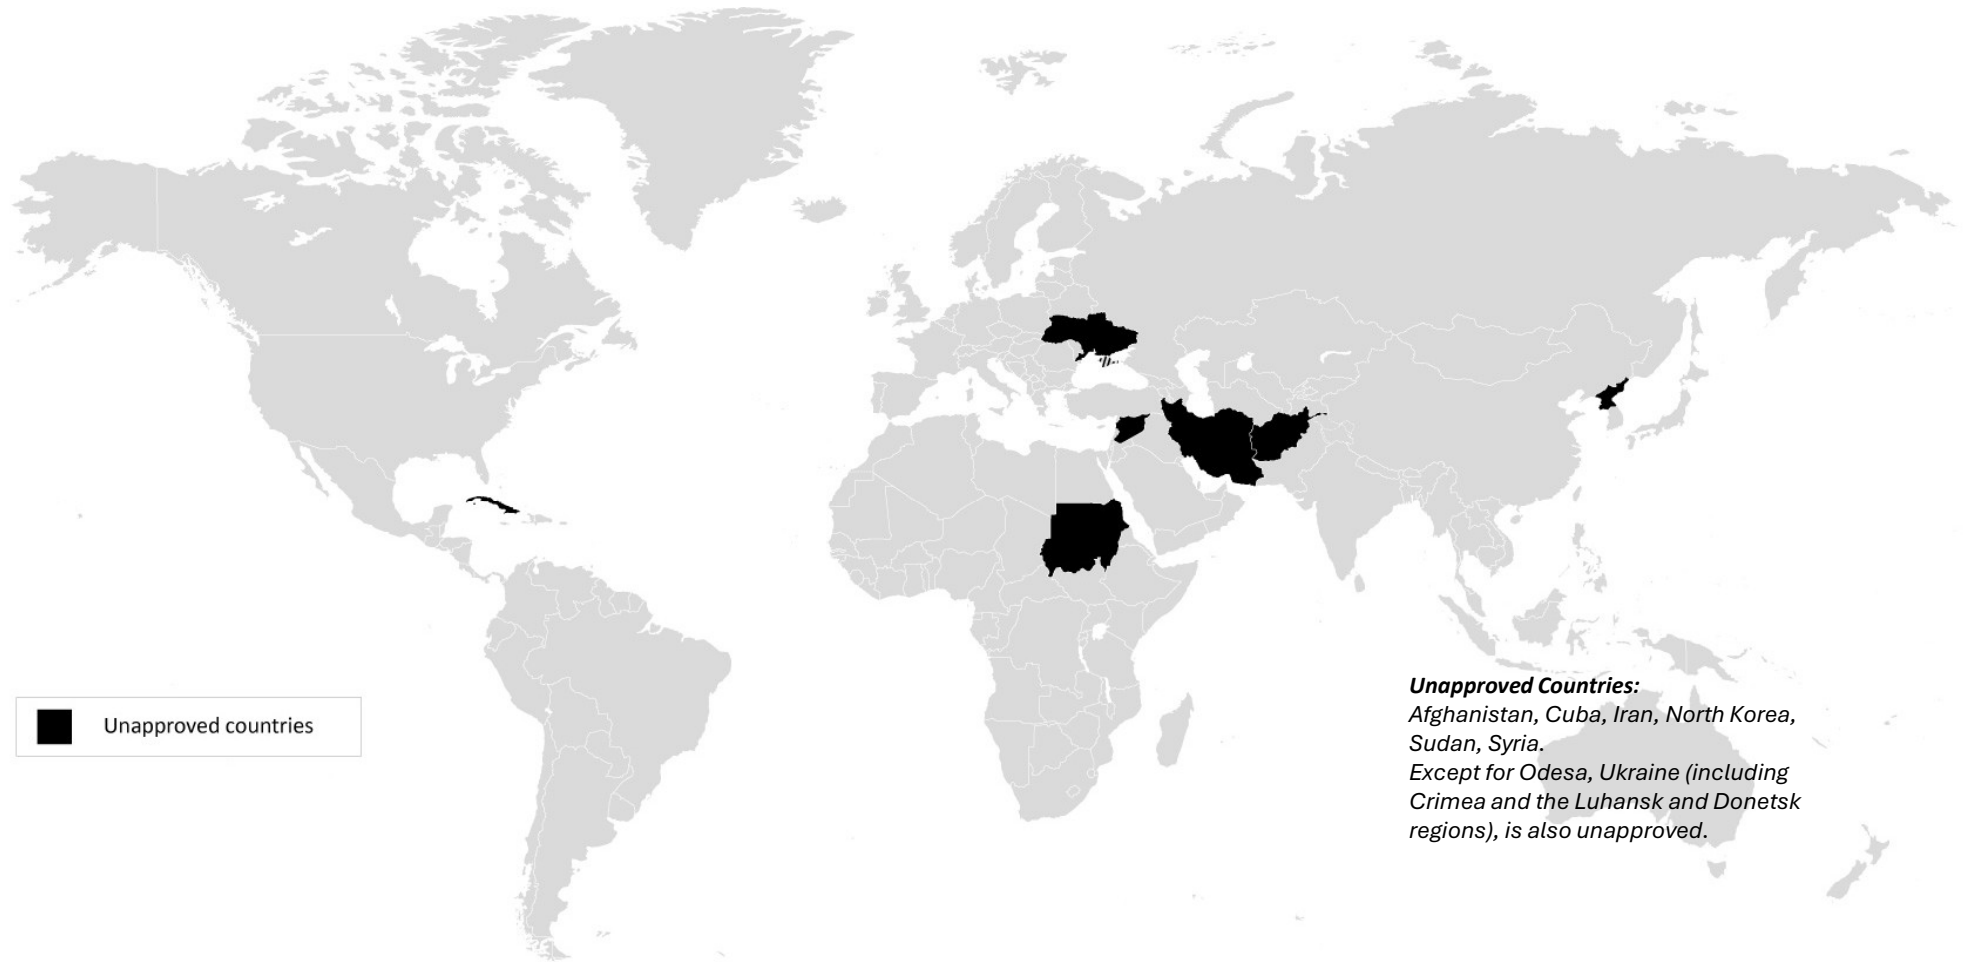 Unapproved countries
Unapproved Countries:
Afghanistan, Cuba, Iran, North Korea,
Sudan, Syria.
Except for Odesa, Ukraine (including
Crimea and the Luhansk and Donetsk
regions), is also unapproved.